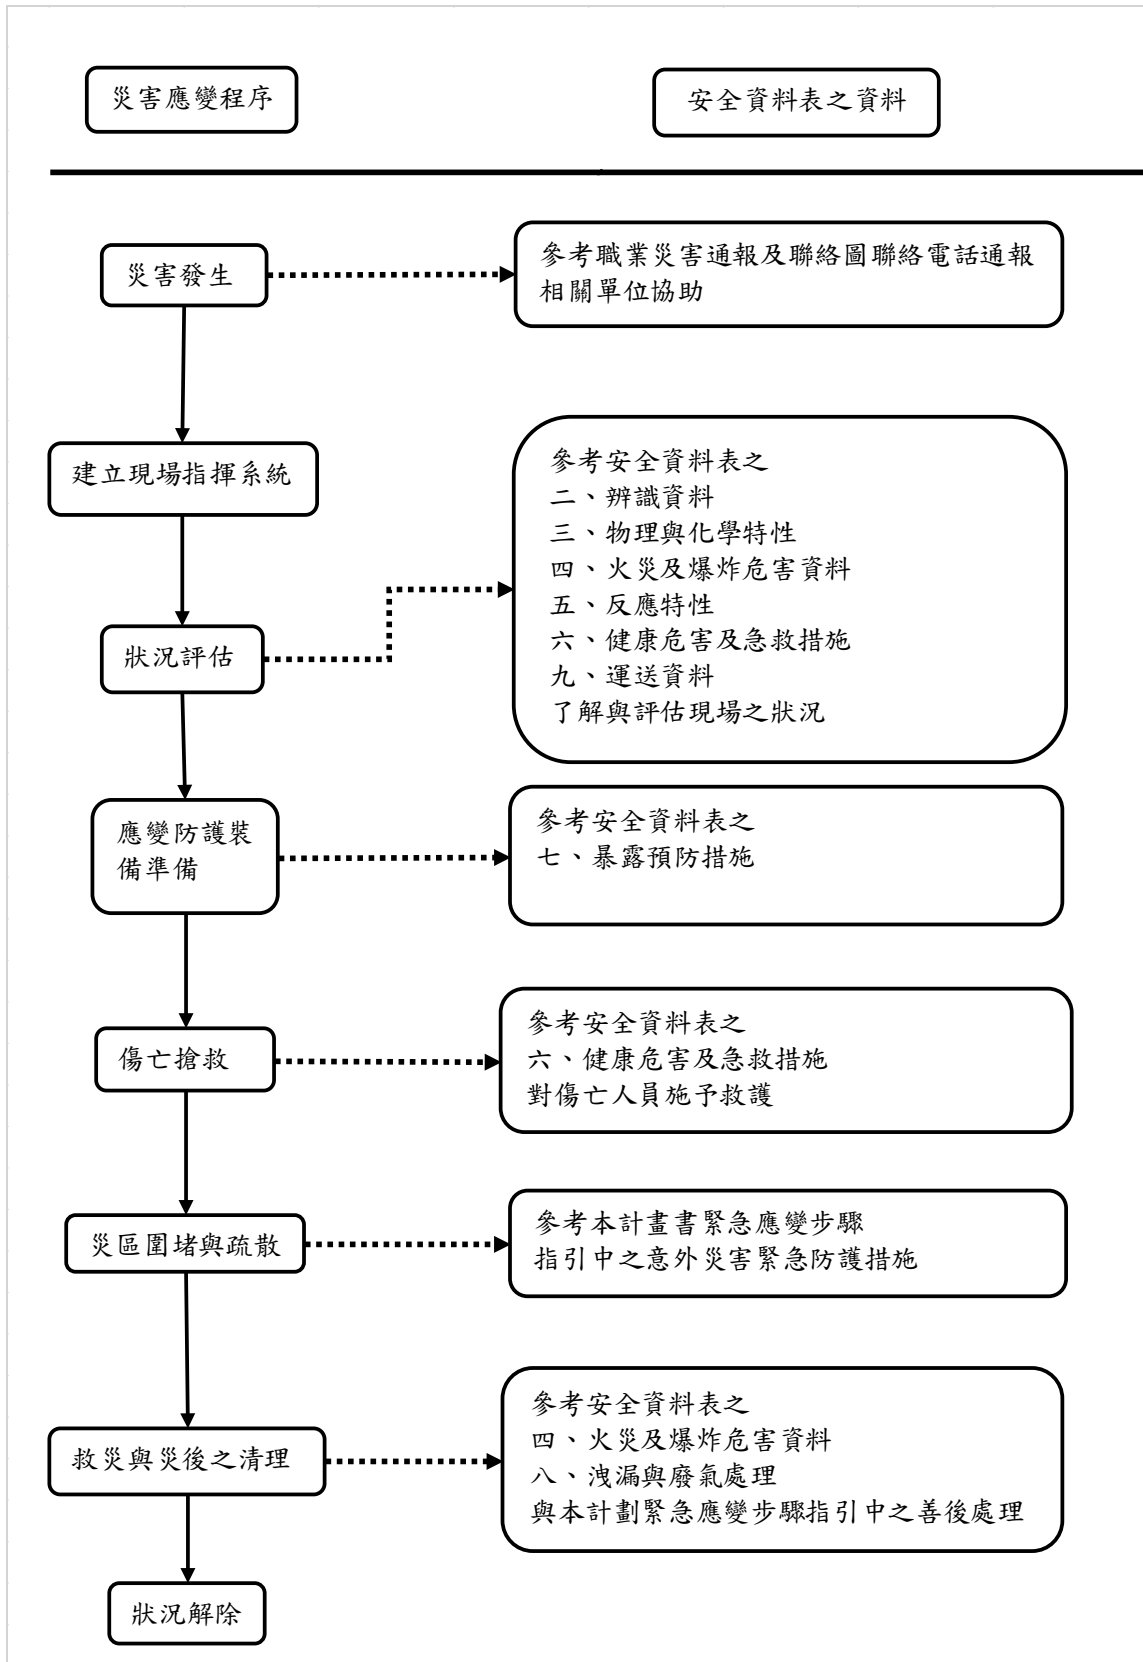 災害應變程序
安全資料表之資料
災害發生
參考職業災害通報及聯絡圖聯絡電話通報
相關單位協助
建立現場指揮系統
狀況評估
參考安全資料表之
二、辨識資料
三、物理與化學特性
四、火災及爆炸危害資料
五、反應特性
六、健康危害及急救措施
九、運送資料
了解與評估現場之狀況
應變防護裝
備準備
參考安全資料表之
七、暴露預防措施
傷亡搶救
參考安全資料表之
六、健康危害及急救措施
對傷亡人員施予救護
災區圍堵與疏散
參考本計畫書緊急應變步驟
指引中之意外災害緊急防護措施
救災與災後之清理
參考安全資料表之
四、火災及爆炸危害資料
八、洩漏與廢氣處理
與本計劃緊急應變步驟指引中之善後處理
狀況解除